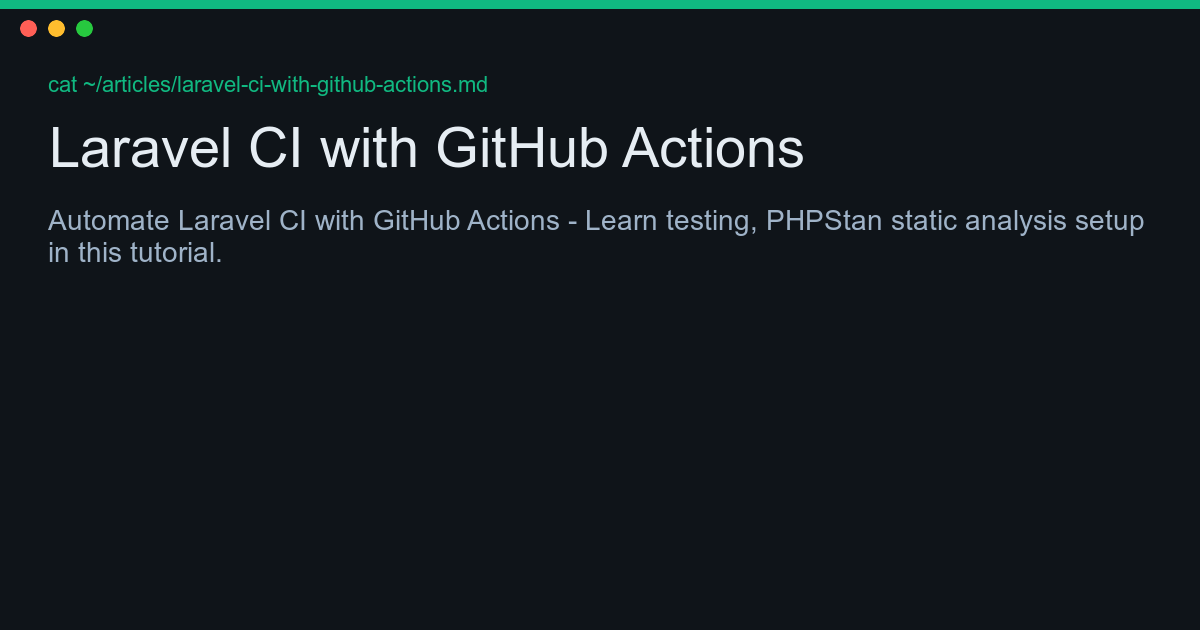 cat ~/articles/laravel-ci-with-github-actions.md
Laravel CI with GitHub Actions
Automate Laravel CI with GitHub Actions - Learn testing, PHPStan static analysis setup
in this tutorial.